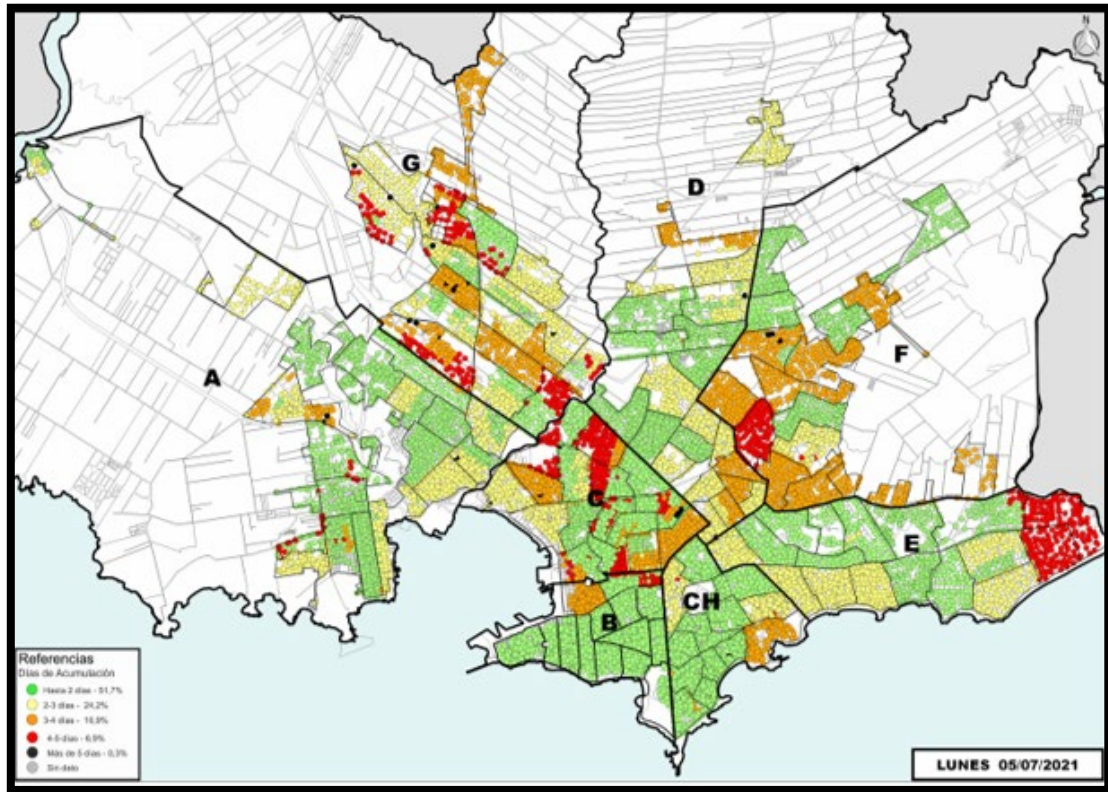 N
G
D
A
F
C
E
CH
B
Referencias
Días de Acumulación
Hasta 2 días - 51,7%
2-3 días - 24,2%
3-4 días - 16,9%
4-5 días - 6,9%
Más de 5 días - 0,3%
Sin dato
LUNES 05/07/2021